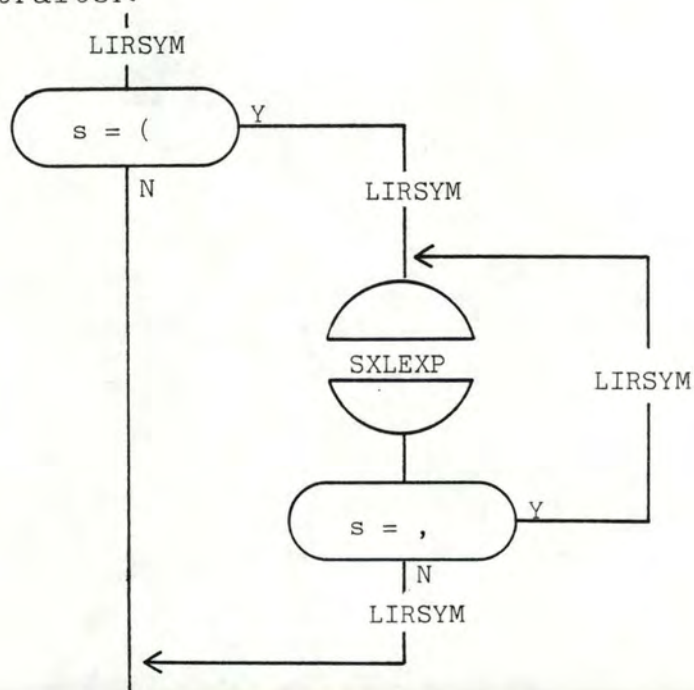 LIRSYM
s = (
Y
N
LIRSYM
SXLEXP
LIRSYM
s = ,
Y
N
LIRSYM